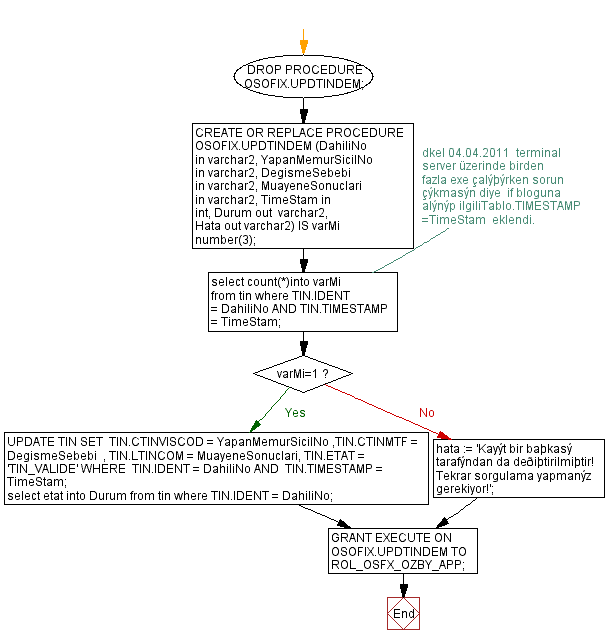 DROP PROCEDURE
OSOFIX.UPDTINDEM;
CREATE OR REPLACE PROCEDURE
OSOFIX.UPDTINDEM (DahiliNo
in varchar2, YapanMemurSicilNo
in varchar2, DegismeSebebi
in varchar2, MuayeneSonuclari
in varchar2, TimeStam in
int, Durum out  varchar2,
Hata out varchar2) IS varMi
number(3);
dkel 04.04.2011  terminal
server üzerinde birden
fazla exe çalýþýrken sorun
çýkmasýn diye  if bloguna
alýnýp ilgiliTablo.TIMESTAMP
=TimeStam  eklendi.
select count(*)into varMi
from tin where TIN.IDENT
= DahiliNo AND TIN.TIMESTAMP
= TimeStam;
varMi=1 ?
Yes
No
UPDATE TIN SET  TIN.CTINVISCOD = YapanMemurSicilNo ,TIN.CTINMTF =
DegismeSebebi  , TIN.LTINCOM = MuayeneSonuclari, TIN.ETAT =
'TIN_VALIDE' WHERE  TIN.IDENT = DahiliNo AND  TIN.TIMESTAMP =
TimeStam;
select etat into Durum from tin where TIN.IDENT = DahiliNo;
hata := 'Kayýt bir baþkasý
tarafýndan da deðiþtirilmiþtir!
Tekrar sorgulama yapmanýz
gerekiyor!';
GRANT EXECUTE ON
OSOFIX.UPDTINDEM TO
ROL_OSFX_OZBY_APP;
End